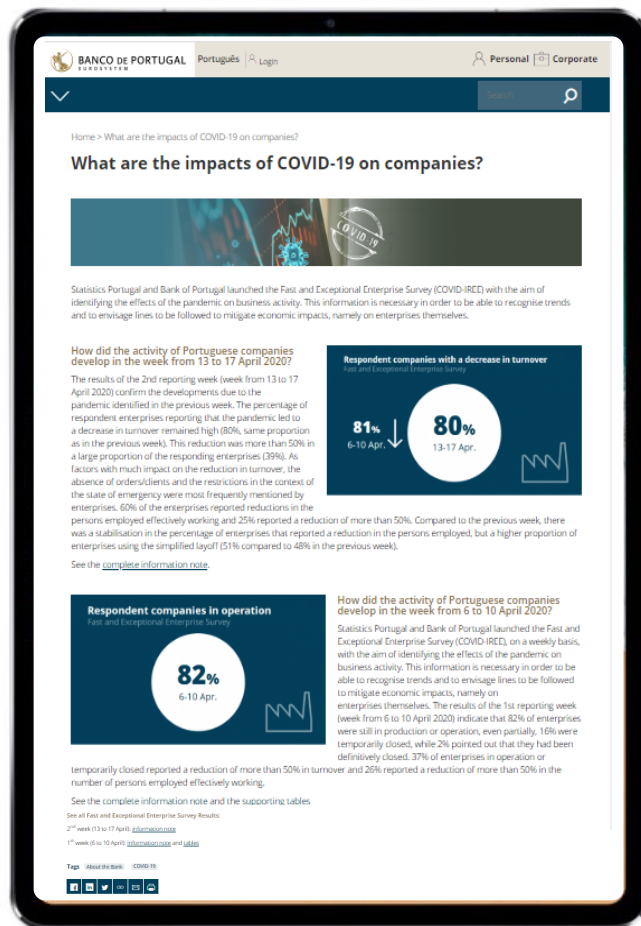 BANCO DE PORTUGAL
EUROSYSTEM
Português
Login
Personal
Corporate
Search
Home > What are the impacts of COVID-19 on companies?
What are the impacts of COVID-19 on companies?
COVID 19
Statistics Portugal and Bank of Portugal launched the Fast and Exceptional Enterprise Survey (COVID-IREE) with the aim of
identifying the effects of the pandemic on business activity. This information is necessary in order to be able to recognise trends
and to envisage lines to be followed to mitigate economic impacts, namely on enterprises themselves.
How did the activity of Portuguese companies
develop in the week from 13 to 17 April 2020?
The results of the 2nd reporting week (week from 13 to 17
April 2020) confirm the developments due to the
pandemic identified in the previous week. The percentage of
respondent enterprises reporting that the pandemic led to
a decrease in turnover remained high (80%, same proportion
as in the previous week). This reduction was more than 50% in
a large proportion of the responding enterprises (39%). As
factors with much impact on the reduction in turnover, the
absence of orders/clients and the restrictions in the context of
the state of emergency were most frequently mentioned by
enterprises. 60% of the enterprises reported reductions in the
persons employed effectively working and 25% reported a reduction of more than 50%. Compared to the previous week, there
was a stabilisation in the percentage of enterprises that reported a reduction in the persons employed, but a higher proportion of
enterprises using the simplified layoff (51% compared to 48% in the previous week).
See the complete information note.
Respondent companies with a decrease in turnover
Fast and Exceptional Enterprise Survey
81%
6-10 Apr.
80%
13-17 Apr.
Respondent companies in operation
Fast and Exceptional Enterprise Survey
82%
6-10 Apr.
How did the activity of Portuguese companies
develop in the week from 6 to 10 April 2020?
Statistics Portugal and Bank of Portugal launched the Fast and
Exceptional Enterprise Survey (COVID-IREE), on a weekly basis,
with the aim of identifying the effects of the pandemic on
business activity. This information is necessary in order to be
able to recognise trends and to envisage lines to be followed
to mitigate economic impacts, namely on
enterprises themselves. The results of the 1st reporting week
(week from 6 to 10 April 2020) indicate that 82% of enterprises
were still in production or operation, even partially, 16% were
temporarily closed, while 2% pointed out that they had been
definitively closed. 37% of enterprises in operation or
temporarily closed reported a reduction of more than 50% in turnover and 26% reported a reduction of more than 50% in the
number of persons employed effectively working.
See the complete information note and the supporting tables
See all Fast and Exceptional Enterprise Survey Results:
2nd week (13 to 17 April): information note
1st week (6 to 10 April): information note and tables
Tags
About the Bank
COVID-19